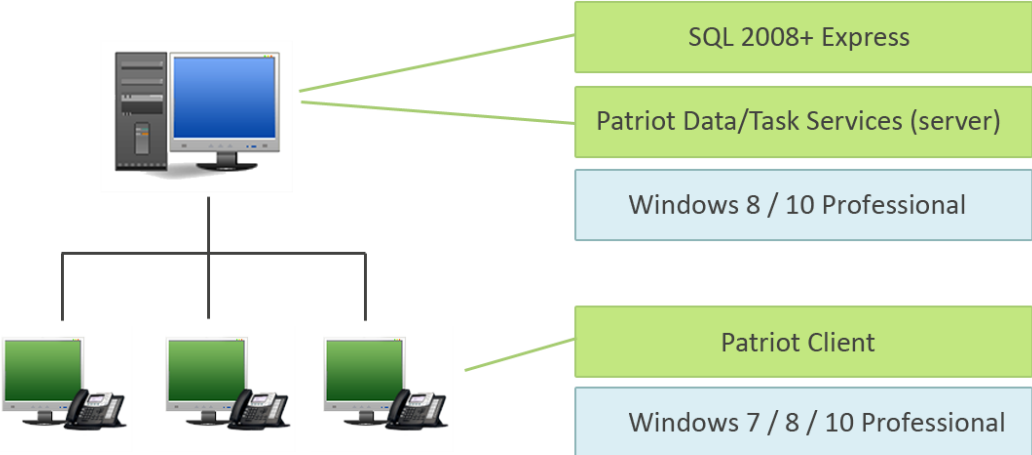 SQL 2008+ Express
Patriot Data/Task Services (server)
Windows 8 / 10 Professional
Patriot Client
Windows 7 / 8 / 10 Professional